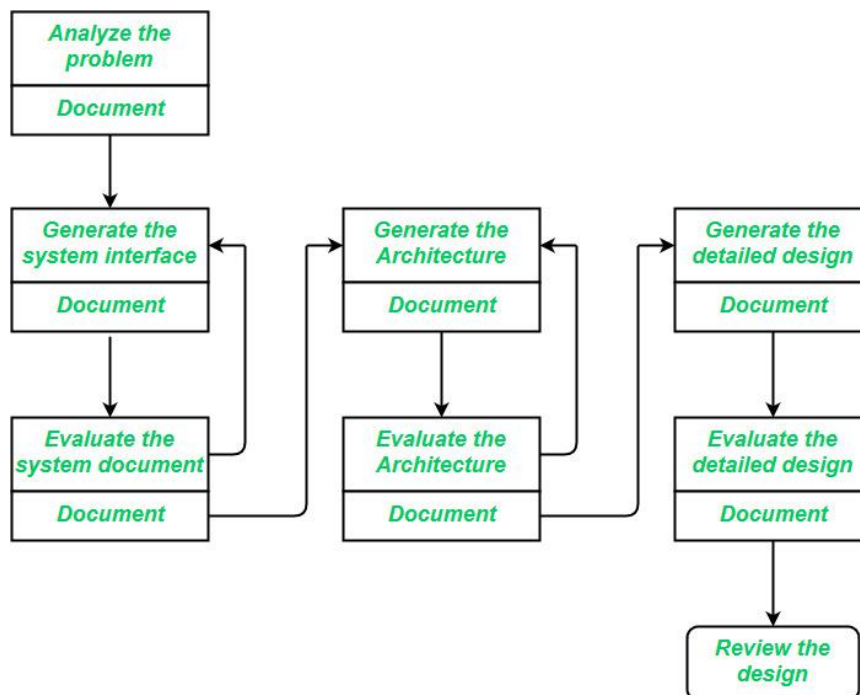 Analyze the
problem
Document
Generate the
system interface
Document
Evaluate the
system document
Document
Generate the
Architecture
Document
Evaluate the
Architecture
Document
Generate the
detailed design
Document
Evaluate the
detailed design
Document
Review the
design